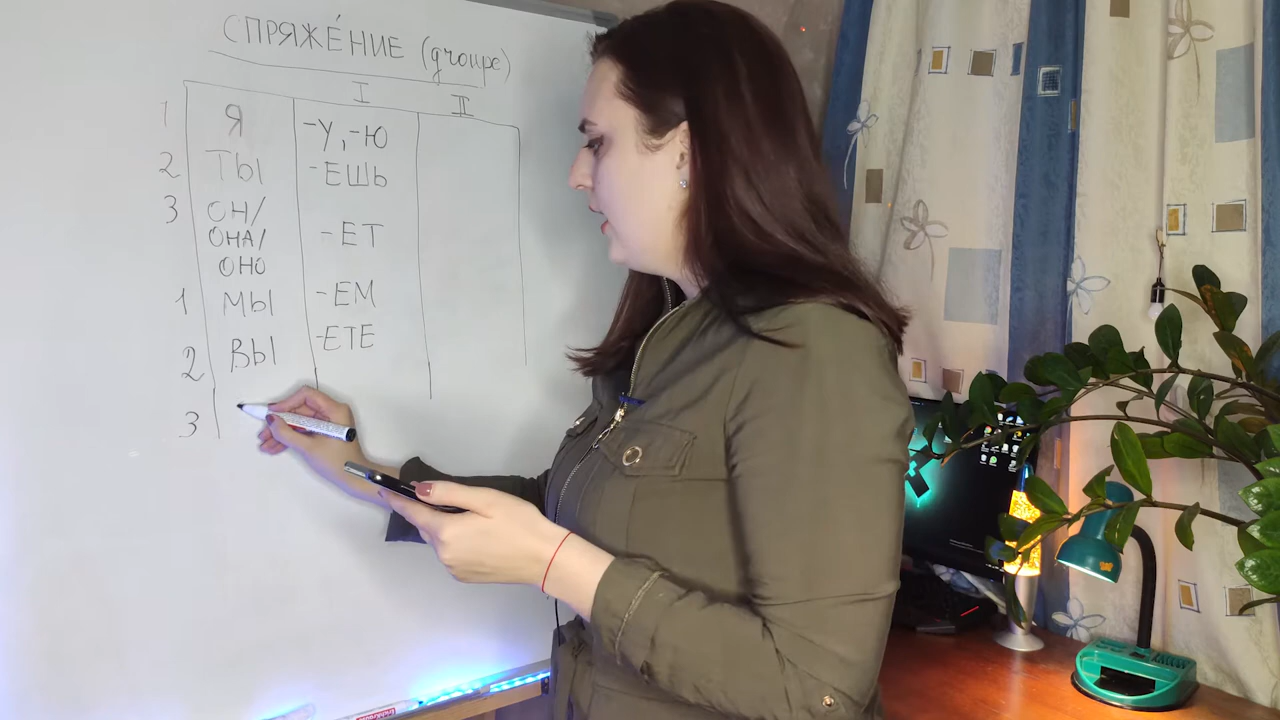 СПРЯЖЕ́НИЕ (groupe)
I II
1 Я -У, -Ю
2 ТЫ -ЕШЬ
3 ОН/
ОНА/ -ЕТ
ОНО
1 МЫ -ЕМ
2 ВЫ -ЕТЕ
3